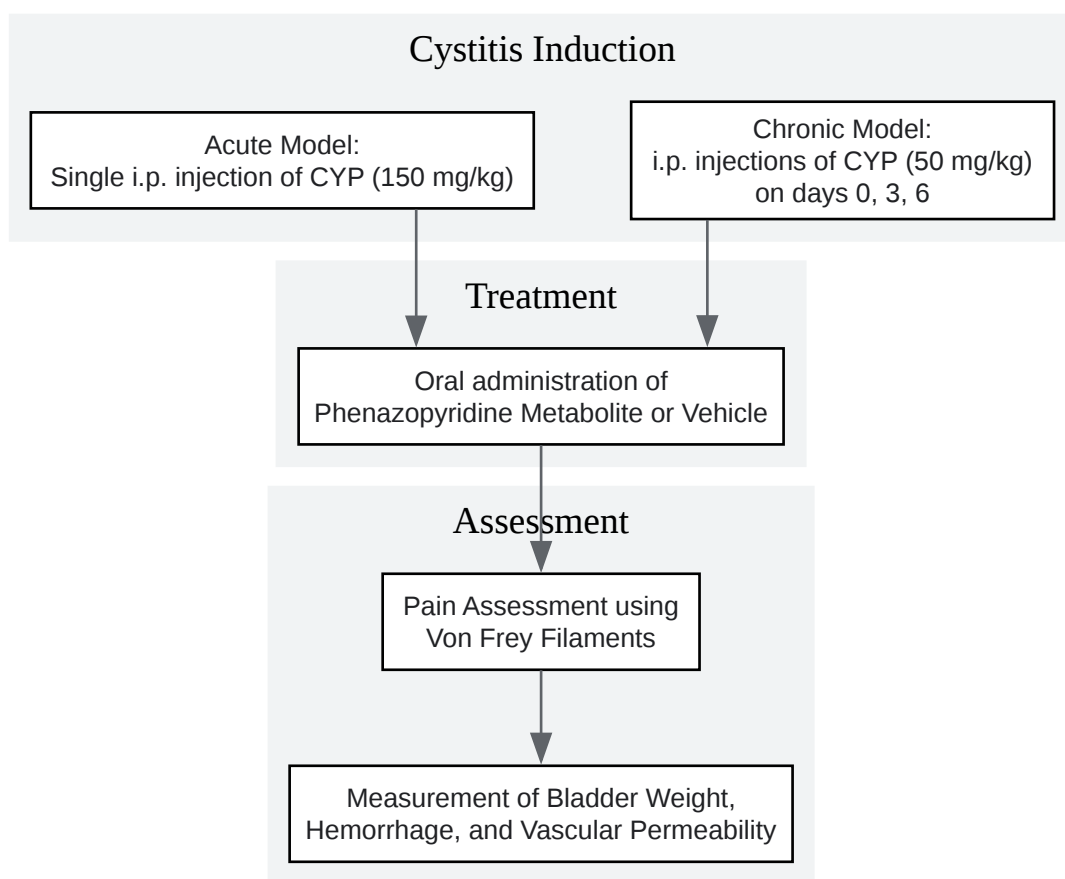 Cystitis Induction
Acute Model:
Single i.p. injection of CYP (150 mg/kg)
Chronic Model:
i.p. injections of CYP (50 mg/kg)
on days 0, 3, 6
Treatment
Oral administration of
Phenazopyridine Metabolite or Vehicle
Assessment
Pain Assessment using
Von Frey Filaments
Measurement of Bladder Weight,
Hemorrhage, and Vascular Permeability